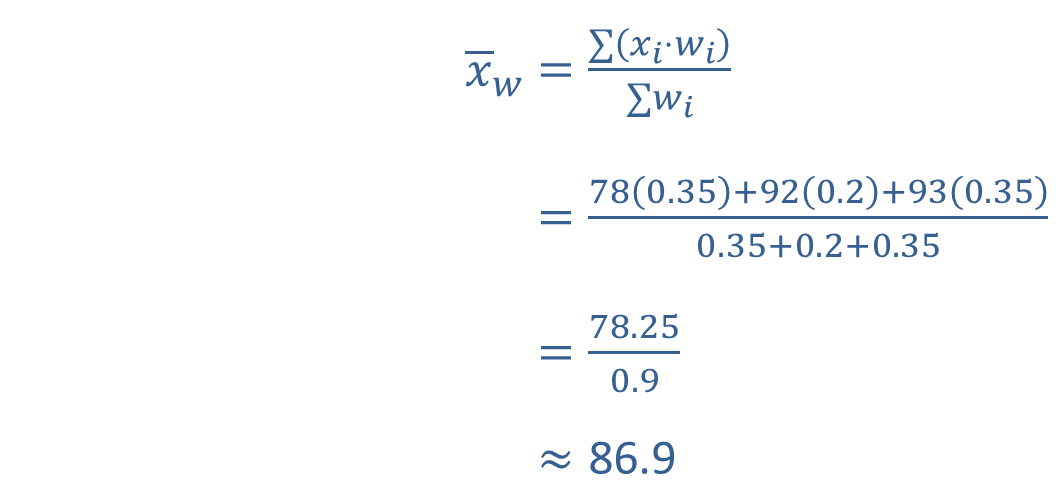 x̅_w = ∑(x_i·w_i) / ∑w_i
= 78(0.35)+92(0.2)+93(0.35) / 0.35+0.2+0.35
= 78.25 / 0.9
≈ 86.9